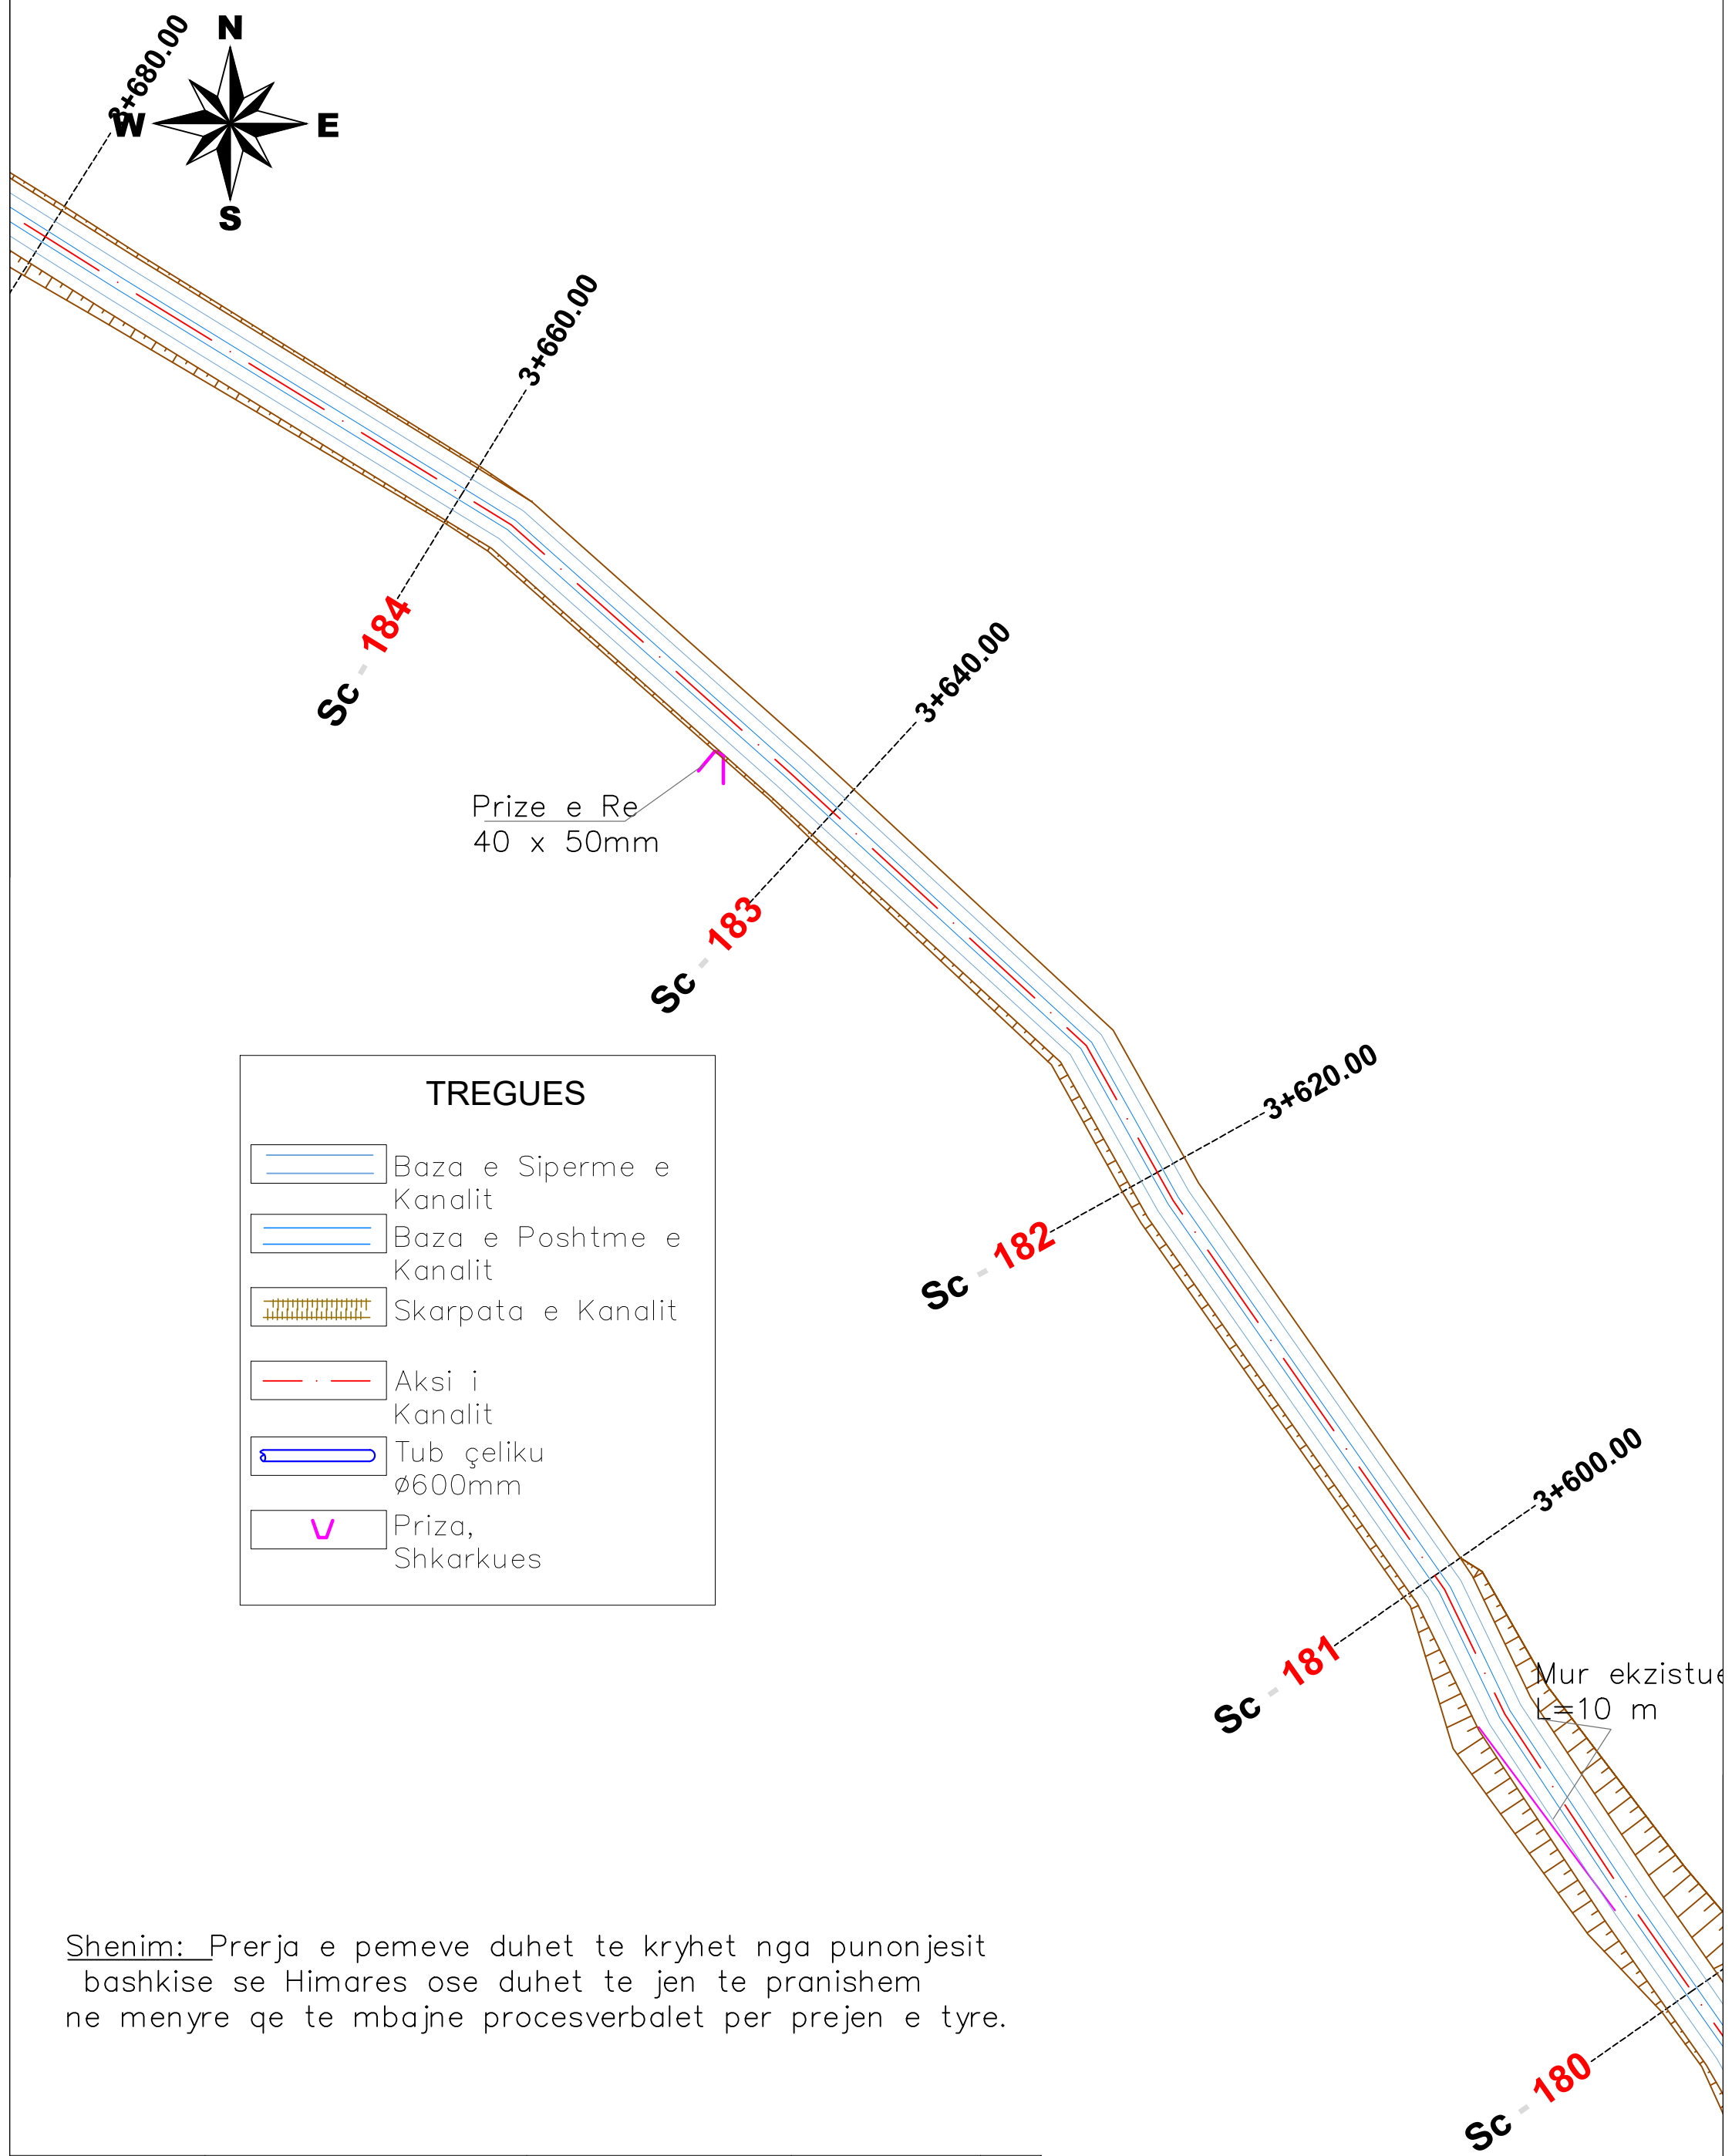 N
3+680.00
W
E
S
3+660.00
Sc - 184
3+640.00
Prize e Re
40 x 50mm
Sc - 183
3+620.00
Sc - 182
TREGUES
Baza e Siperme e
Kanalit
Baza e Poshtme e
Kanalit
Skarpata e Kanalit
Aksi i
Kanalit
Tub çeliku
Ø600mm
Priza,
Shkarkues
3+600.00
Sc - 181
Mur ekzistue
L=10 m
Shenim: Prerja e pemeve duhet te kryhet nga punonjesit
bashkise se Himares ose duhet te jen te pranishem
ne menyre qe te mbajne procesverbalet per prejen e tyre.
Sc - 180